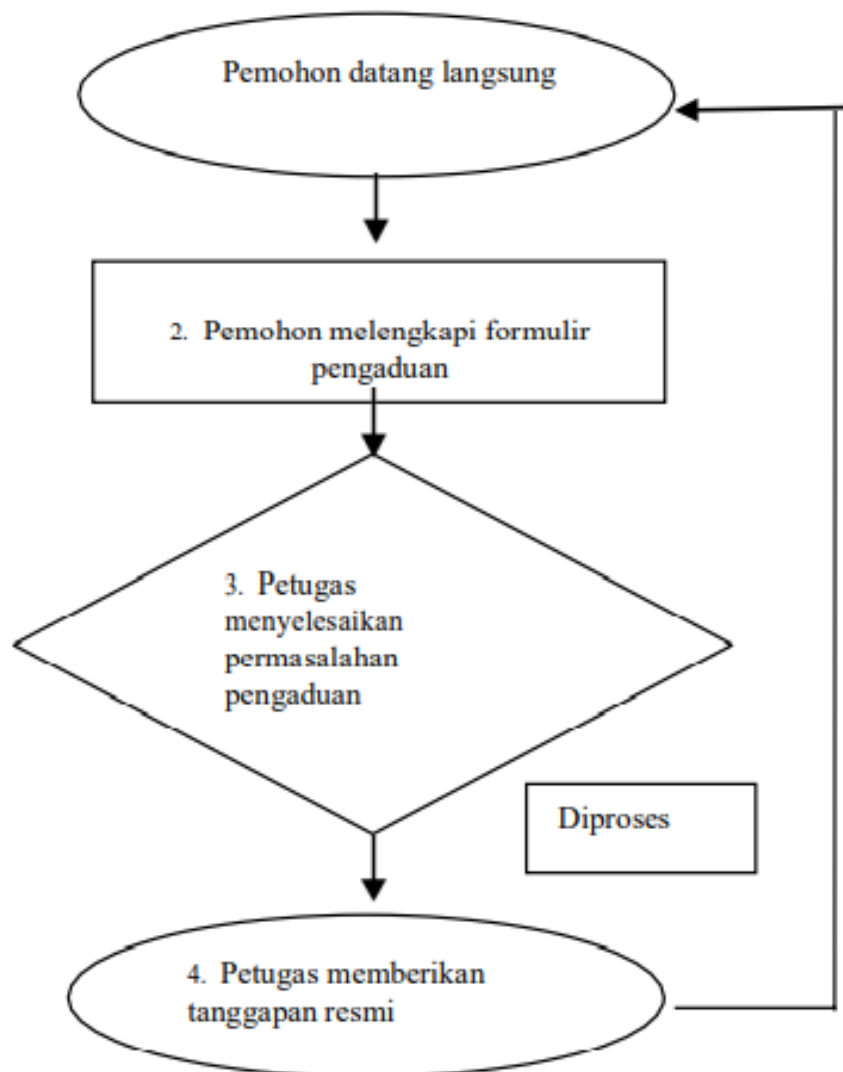 Pemohon datang langsung
2. Pemohon melengkapi formulir
pengaduan
3. Petugas
menyelesaikan
permasalahan
pengaduan
Diproses
4. Petugas memberikan
tanggapan resmi